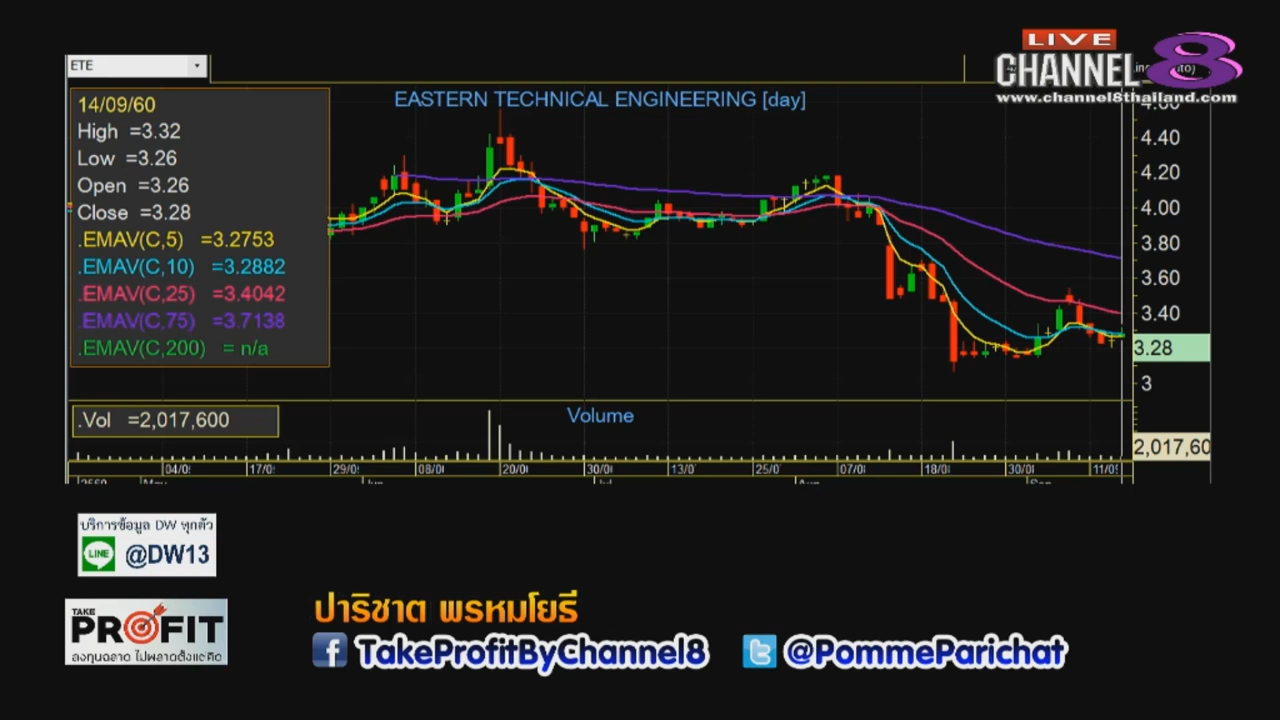 LIVE
CHANNEL 8
www.channel8thailand.com
ETE
EASTERN TECHNICAL ENGINEERING [day]
14/09/60
High =3.32
Low =3.26
Open =3.26
Close =3.28
.EMAV(C,5) =3.2753
.EMAV(C,10) =3.2882
.EMAV(C,25) =3.4042
.EMAV(C,75) =3.7138
.EMAV(C,200) = n/a
4.40
4.20
4.00
3.80
3.60
3.40
3.28
3
.Vol =2,017,600
Volume
2,017,60
04/0 17/0 29/0 08/0 20/0 30/0 13/0 25/0 07/0 18/0 30/0 11/0
บริการข้อมูล DW ทุกตัว
LINE @DW13
TAKE
PROFIT
ลงทุนฉลาด ไม่พลาดตั้งแต่คิด
ปาริชาต พรหมโยธี
f TakeProfitByChannel8 t @PommeParichat